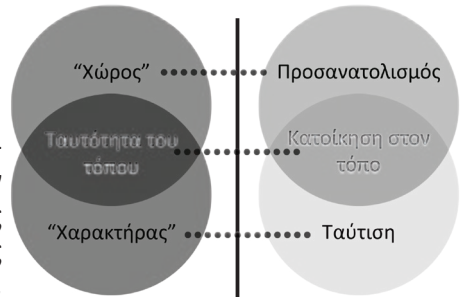 “Χώρος”
Προσανατολισμός
Ταυτότητα του
τόπου
Κατοίκηση στον
τόπο
“Χαρακτήρας”
Ταύτιση